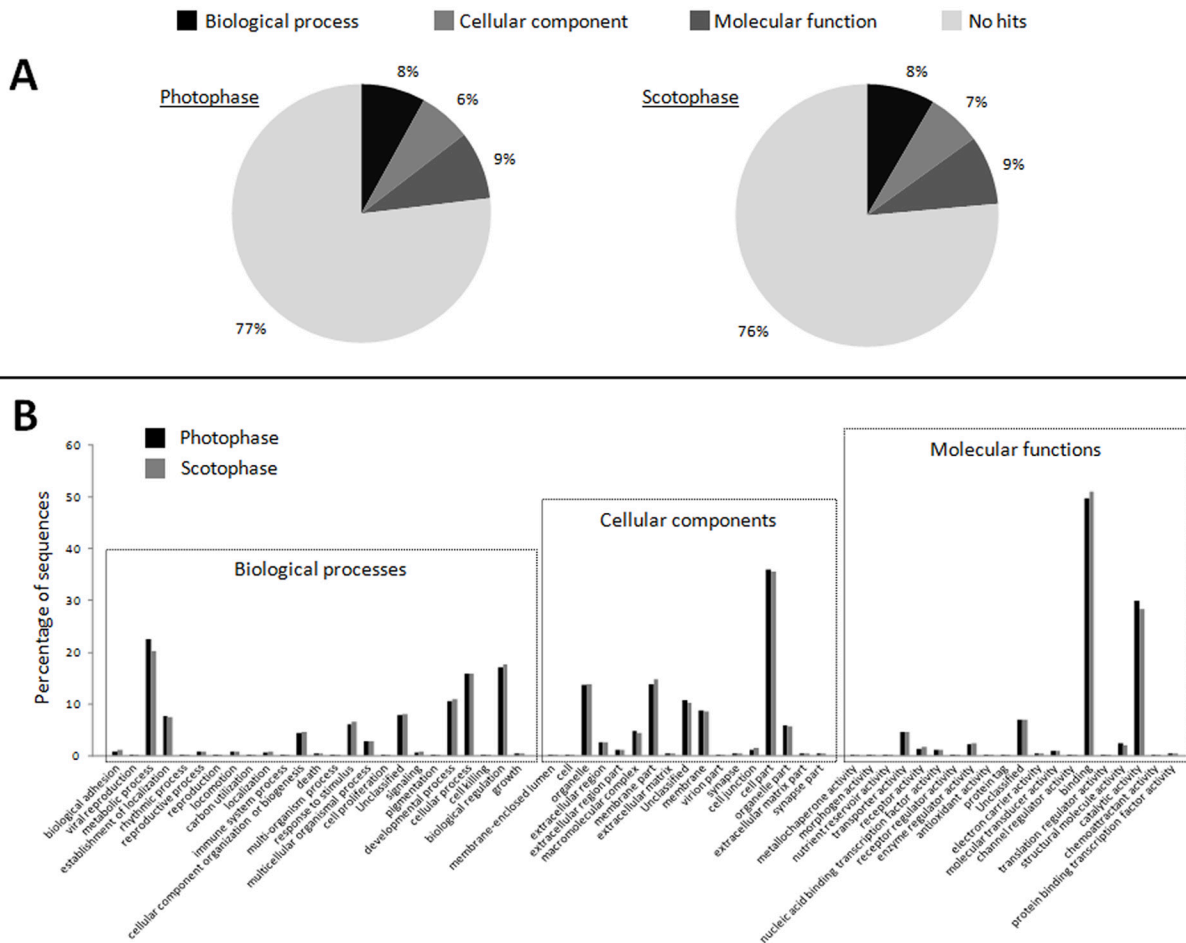 Biological process Cellular component Molecular function No hits
A
Photophase
8%
6%
9%
77%
Scotophase
8%
7%
9%
76%
B
Photophase
Scotophase
Percentage of sequences
60
50
40
30
20
10
0
Biological processes
Cellular components
Molecular functions
biological adhesion
viral reproduction
metabolic process
establishment of localization
rhythmic process
reproductive process
reproduction
locomotion
carbon utilization
localization
immune system process
cellular component organization or biogenesis
death
multi-organism process
response to stimulus
multicellular organismal process
cell proliferation
Unclassified
signaling
pigmentation
developmental process
cellular process
cell killing
biological regulation
growth
membrane-enclosed lumen
cell
organelle
extracellular region
extracellular region part
macromolecular complex
membrane part
extracellular matrix
Unclassified
membrane
virion part
synapse
cell junction
cell part
organelle part
extracellular matrix part
synapse part
metallochaperone activity
morphogen activity
nutrient reservoir activity
transporter activity
receptor activity
nucleic acid binding transcription factor activity
receptor regulator activity
enzyme regulator activity
antioxidant activity
protein tag
Unclassified
electron carrier activity
molecular transducer activity
channel regulator activity
binding
translation regulator activity
structural molecule activity
catalytic activity
chemoattractant activity
protein binding transcription factor activity